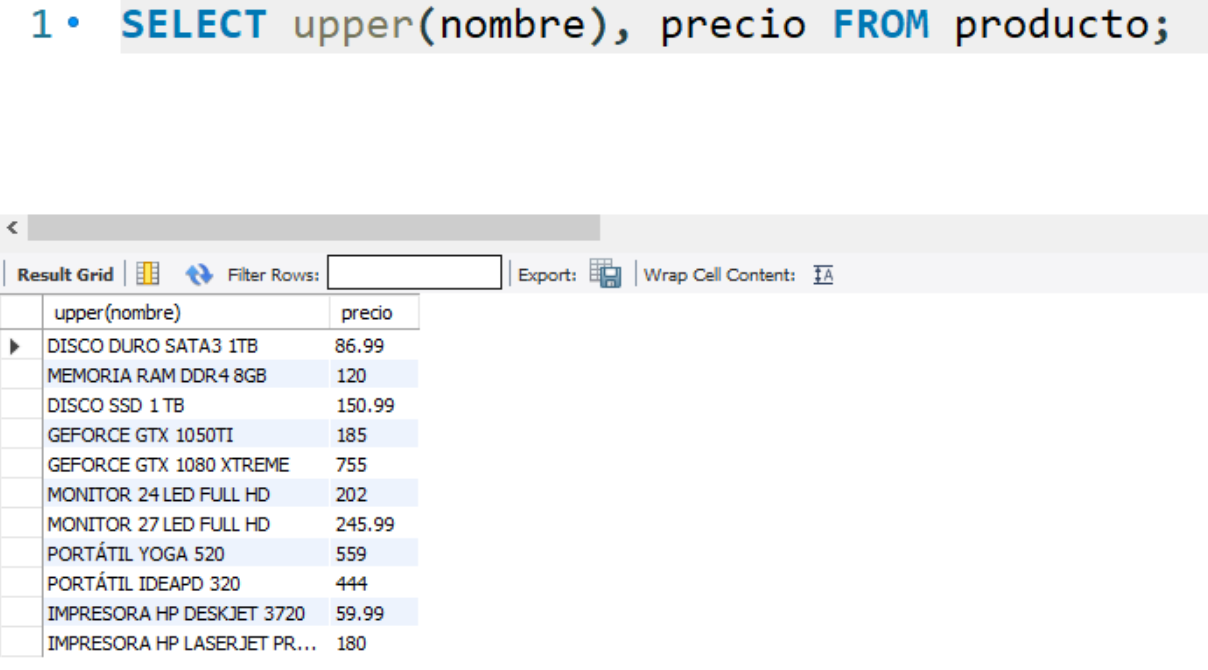 1 SELECT upper(nombre), precio FROM producto;
Result Grid Filter Rows: Export: Wrap Cell Content: IA
upper(nombre) precio
DISCO DURO SATA3 1TB 86.99
MEMORIA RAM DDR4 8GB 120
DISCO SSD 1 TB 150.99
GEFORCE GTX 1050TI 185
GEFORCE GTX 1080 XTREME 755
MONITOR 24 LED FULL HD 202
MONITOR 27 LED FULL HD 245.99
PORTÁTIL YOGA 520 559
PORTÁTIL IDEAPD 320 444
IMPRESORA HP DESKJET 3720 59.99
IMPRESORA HP LASERJET PR... 180